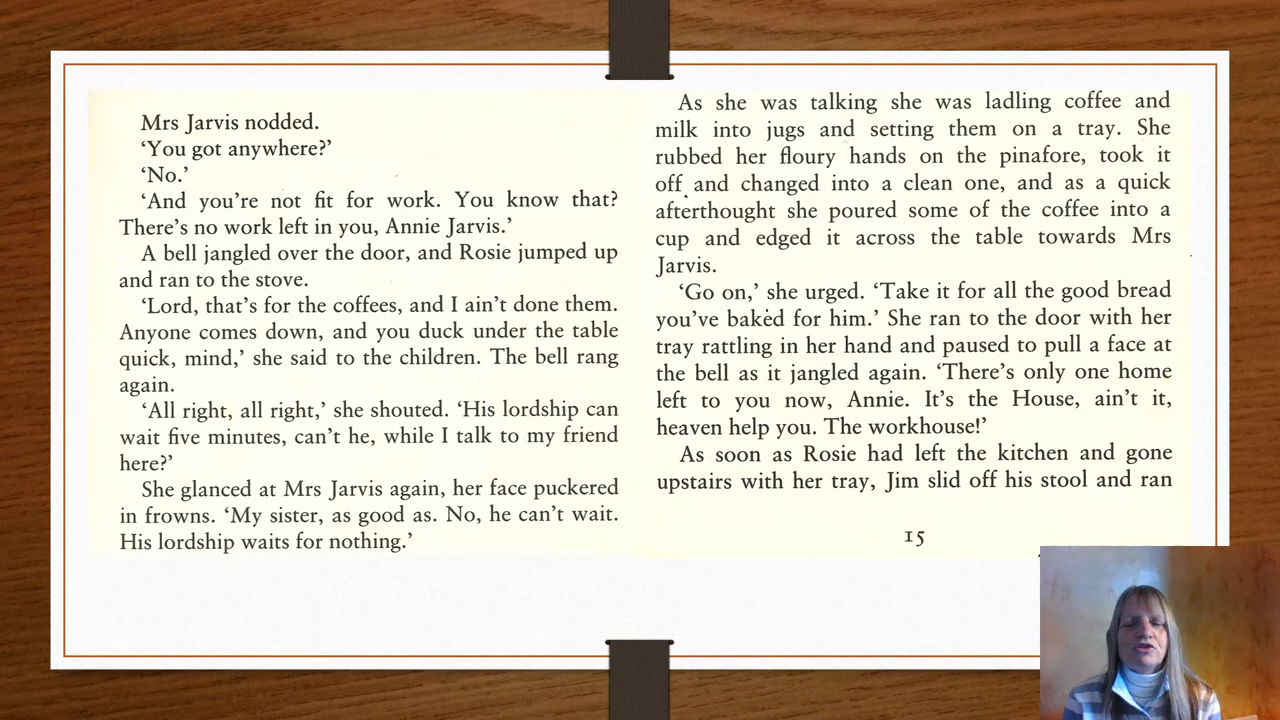 Mrs Jarvis nodded.
‘You got anywhere?’
‘No.’
‘And you’re not fit for work. You know that?
There’s no work left in you, Annie Jarvis.’
A bell jangled over the door, and Rosie jumped up
and ran to the stove.
‘Lord, that’s for the coffees, and I ain’t done them.
Anyone comes down, and you duck under the table
quick, mind,’ she said to the children. The bell rang
again.
‘All right, all right,’ she shouted. ‘His lordship can
wait five minutes, can’t he, while I talk to my friend
here?’
She glanced at Mrs Jarvis again, her face puckered
in frowns. ‘My sister, as good as. No, he can’t wait.
His lordship waits for nothing.’
As she was talking she was ladling coffee and
milk into jugs and setting them on a tray. She
rubbed her floury hands on the pinafore, took it
off and changed into a clean one, and as a quick
afterthought she poured some of the coffee into a
cup and edged it across the table towards Mrs
Jarvis.
‘Go on,’ she urged. ‘Take it for all the good bread
you’ve baked for him.’ She ran to the door with her
tray rattling in her hand and paused to pull a face at
the bell as it jangled again. ‘There’s only one home
left to you now, Annie. It’s the House, ain’t it,
heaven help you. The workhouse!’
As soon as Rosie had left the kitchen and gone
upstairs with her tray, Jim slid off his stool and ran
15